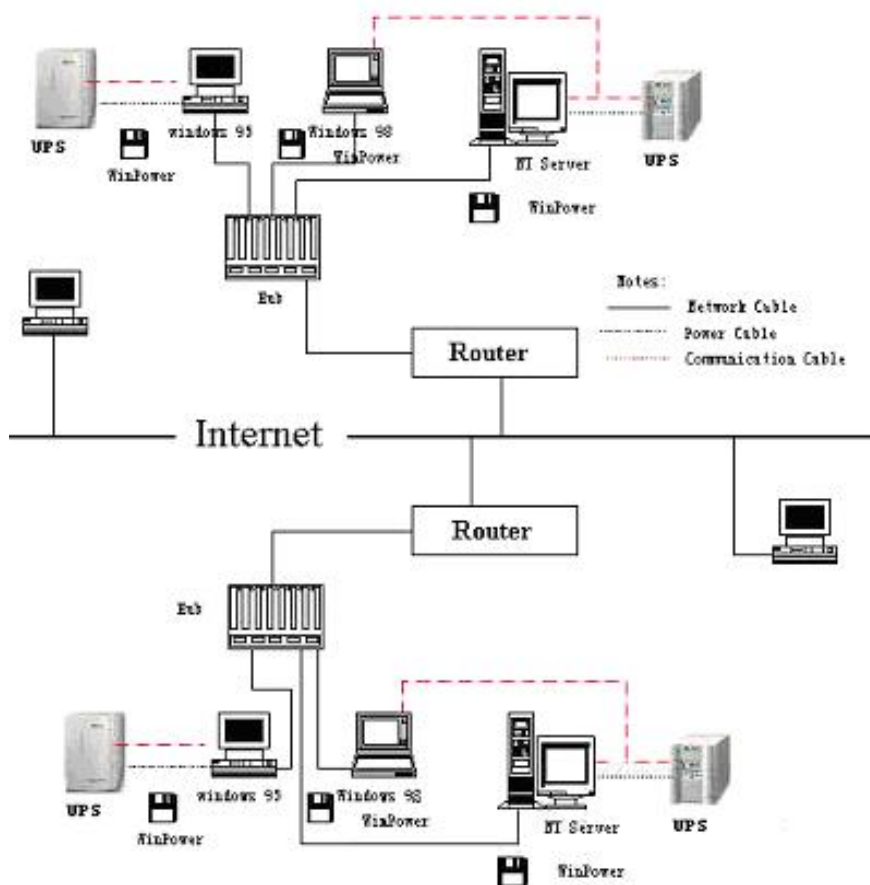 UPS
windows 95
WinPower
Windows 98
WinPower
NT Server
WinPower
UPS
Hub
Notes:
Network Cable
Power Cable
Communication Cable
Router
Internet
Router
Hub
UPS
windows 95
WinPower
Windows 98
WinPower
NT Server
WinPower
UPS